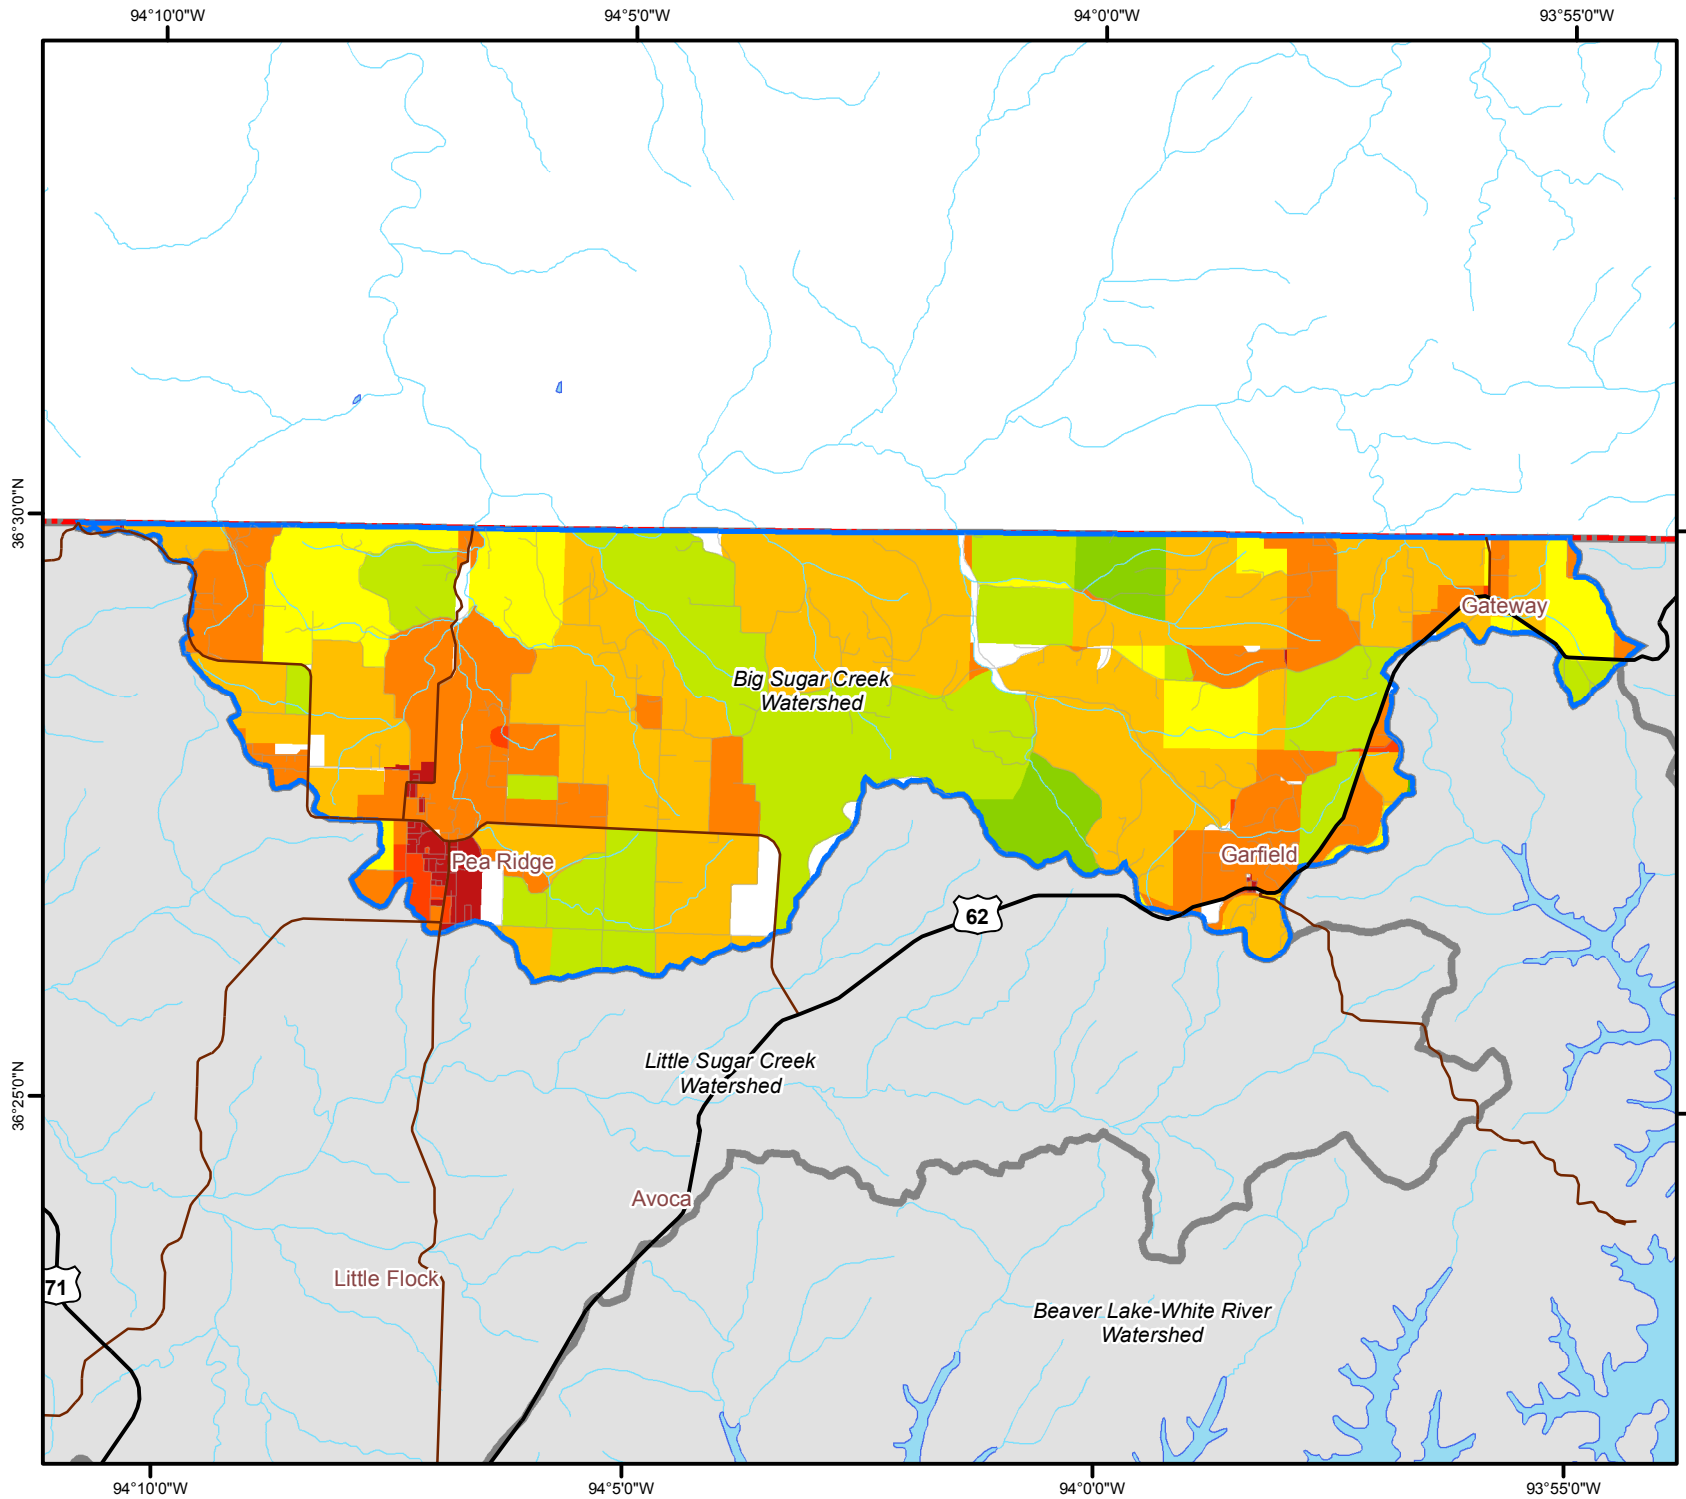 94°10'0"W
94°5'0"W
94°0'0"W
93°55'0"W
36°30'0"N
Gateway
Big Sugar Creek
Watershed
Pea Ridge
Garfield
62
Little Sugar Creek
Watershed
36°25'0"N
Avoca
Little Flock
71
Beaver Lake-White River
Watershed
94°10'0"W
94°5'0"W
94°0'0"W
93°55'0"W